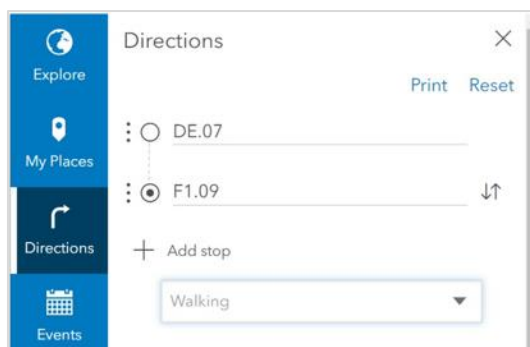 Explore
My Places
Directions
Events
Directions
Print Reset
DE.07
F1.09
Add stop
Walking